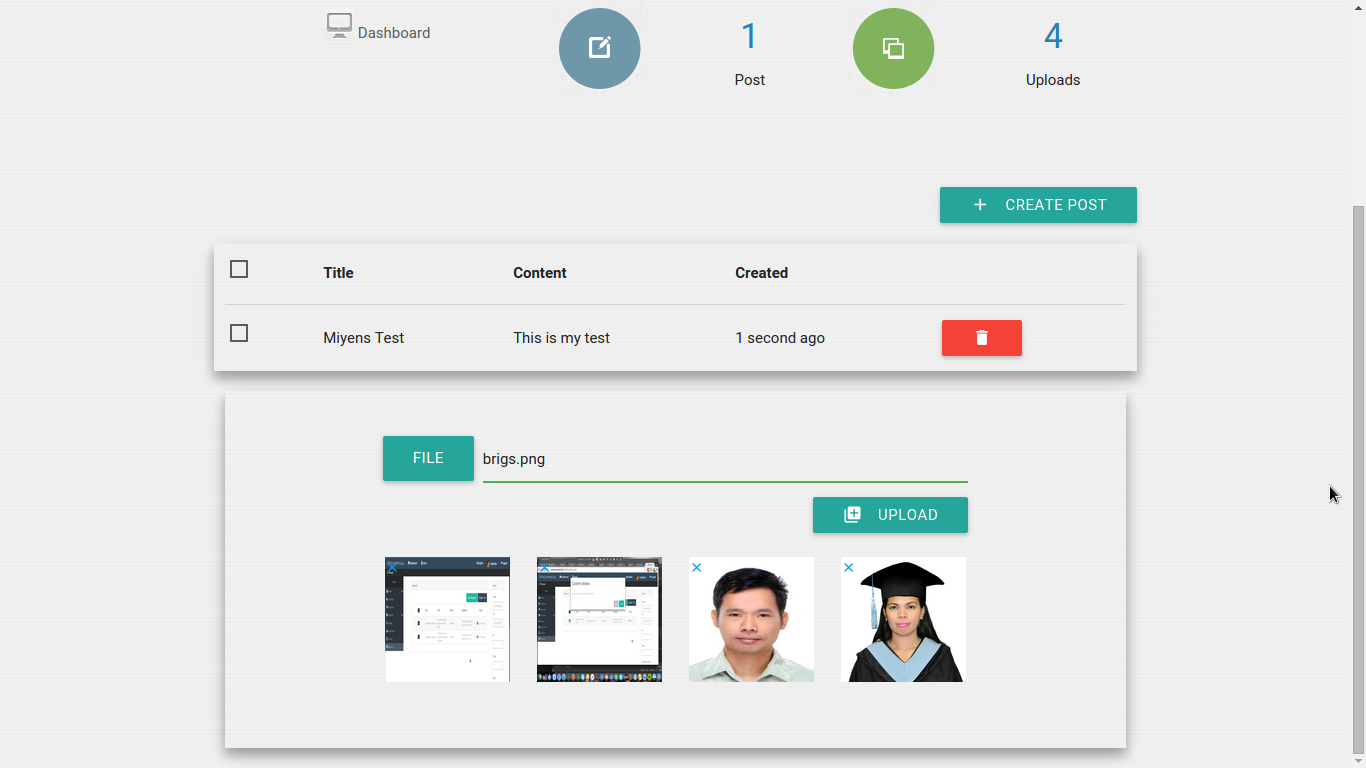 Dashboard
1
Post
4
Uploads
CREATE POST
Title Content Created
Miyens Test This is my test 1 second ago
FILE brigs.png
UPLOAD